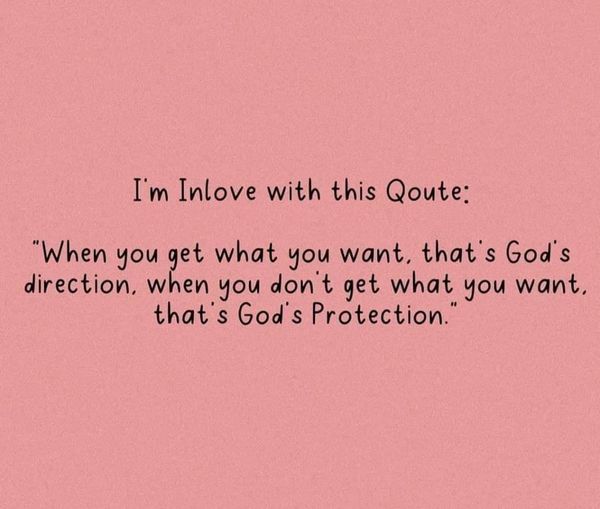 I'm Inlove with this Qoute:
"When you get what you want, that's God's
direction, when you don't get what you want,
that's God's Protection."